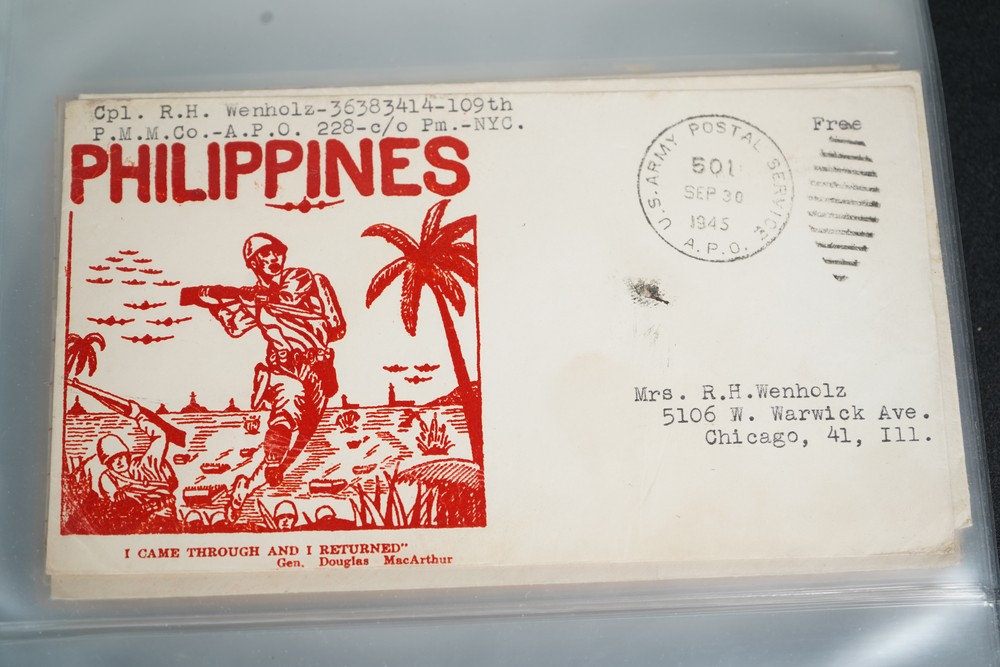 Cpl. R.H. Wenholz-36383414-109th
P.M.M.Co.-A.P.O. 228-c/o Pm.-NYC.
PHILIPPINES
U.S. ARMY POSTAL SERVICE
501
SEP 30
1945
A.P.O.
Free
Mrs. R.H.Wenholz
5106 W. Warwick Ave.
Chicago, 41, Ill.
I CAME THROUGH AND I RETURNED"
Gen. Douglas MacArthur